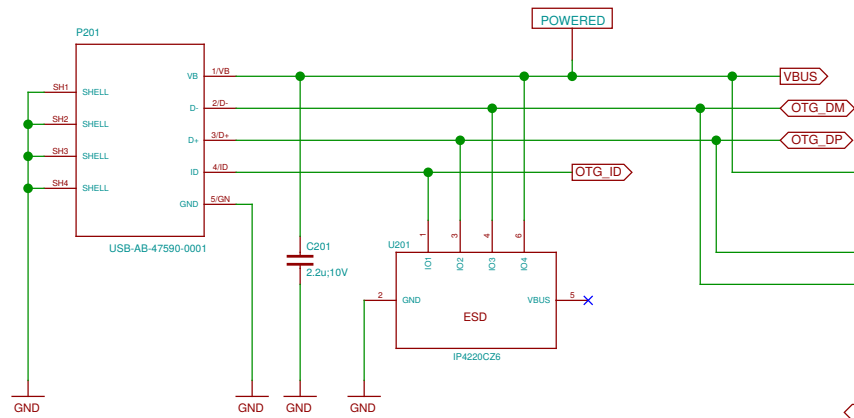 POWERED
P201
VB 1/VB
VBUS
SH1 SHELL
D- 2/D-
OTG_DM
SH2 SHELL
D+ 3/D+
OTG_DP
SH3 SHELL
ID 4/ID
OTG_ID
SH4 SHELL
GND 5/GN
USB-AB-47590-0001
C201
2.2u;10V
U201
1 3 4 6
IO1 IO2 IO3 IO4
2 GND
VBUS 5
ESD
IP4220CZ6
GND GND GND GND